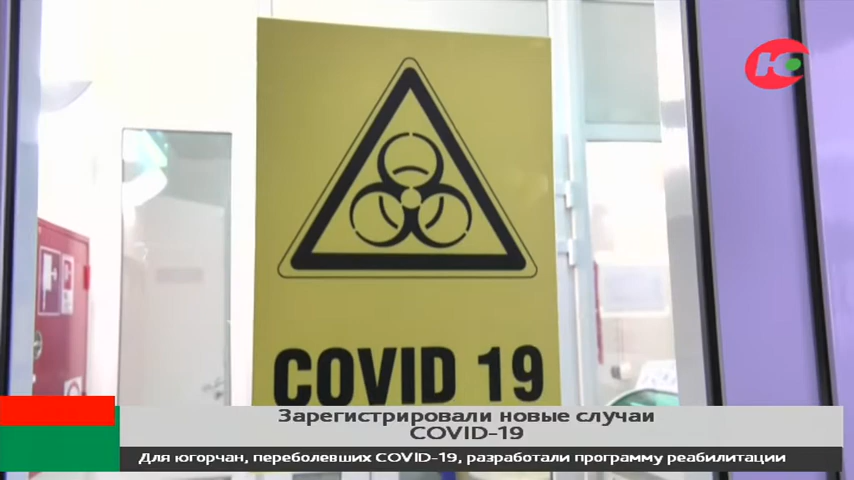 Ю
COVID 19
Зарегистрировали новые случаи
COVID-19
Для югорчан, переболевших COVID-19, разработали программу реабилитации